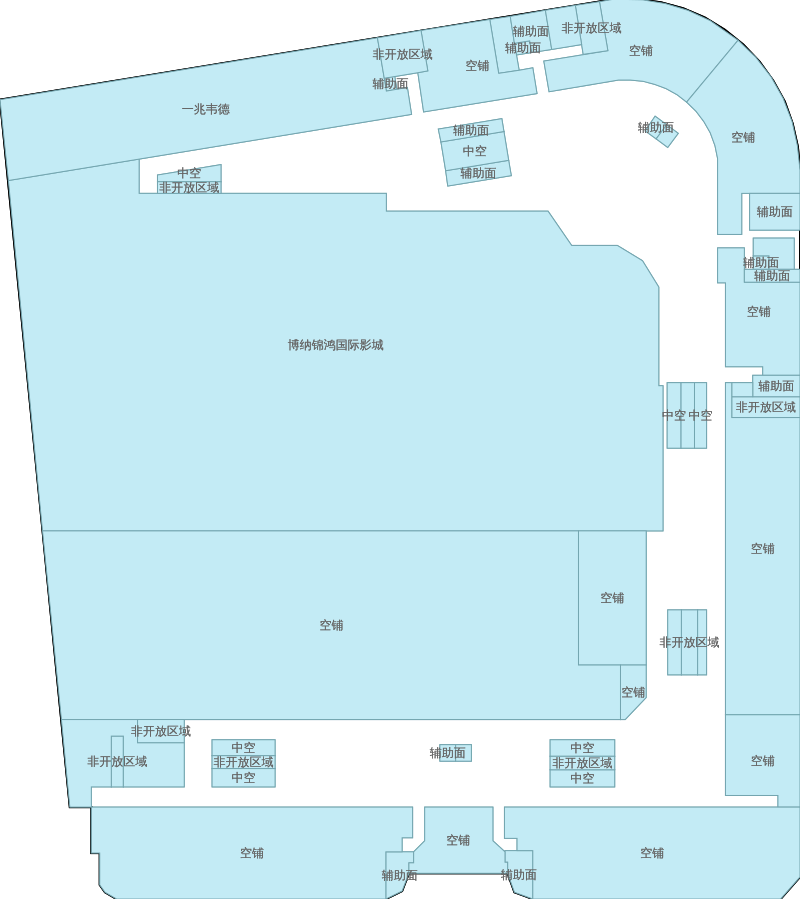 辅助面
非开放区域
辅助面
空铺
非开放区域
空铺
辅助面
一兆韦德
辅助面
辅助面
空铺
中空
辅助面
中空
非开放区域
辅助面
辅助面
辅助面
空铺
博纳锦鸿国际影城
辅助面
非开放区域
中空
中空
空铺
空铺
空铺
非开放区域
空铺
非开放区域
中空
中空
辅助面
非开放区域
非开放区域
非开放区域
空铺
中空
中空
空铺
空铺
空铺
辅助面
辅助面